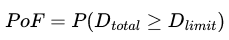 PoF = P(D_total ≥ D_limit)